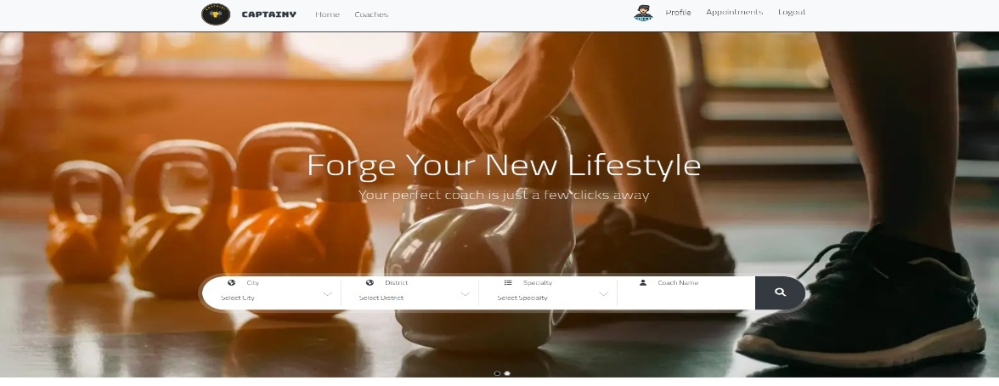 CAPTAINY
Home
Coaches
CLIENT
Profile
Appointments
Logout
Forge Your New Lifestyle
Your perfect coach is just a few clicks away
City
District
Specialty
Coach Name
Select City
Select District
Select Specialty